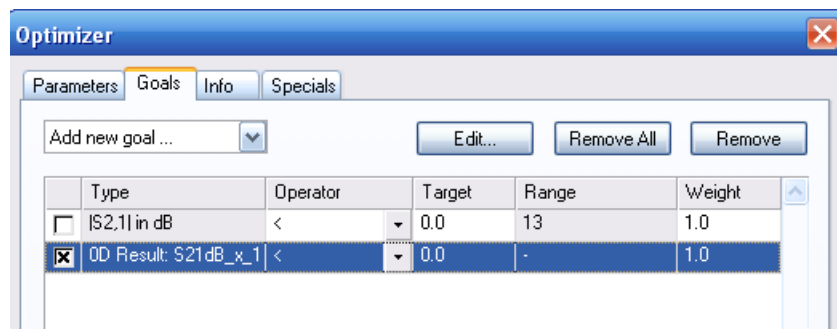 Optimizer
Parameters Goals Info Specials
Add new goal ... Edit... Remove All Remove
Type Operator Target Range Weight
|S2,1| in dB < 0.0 13 1.0
0D Result: S21dB_x_1 < 0.0 - 1.0